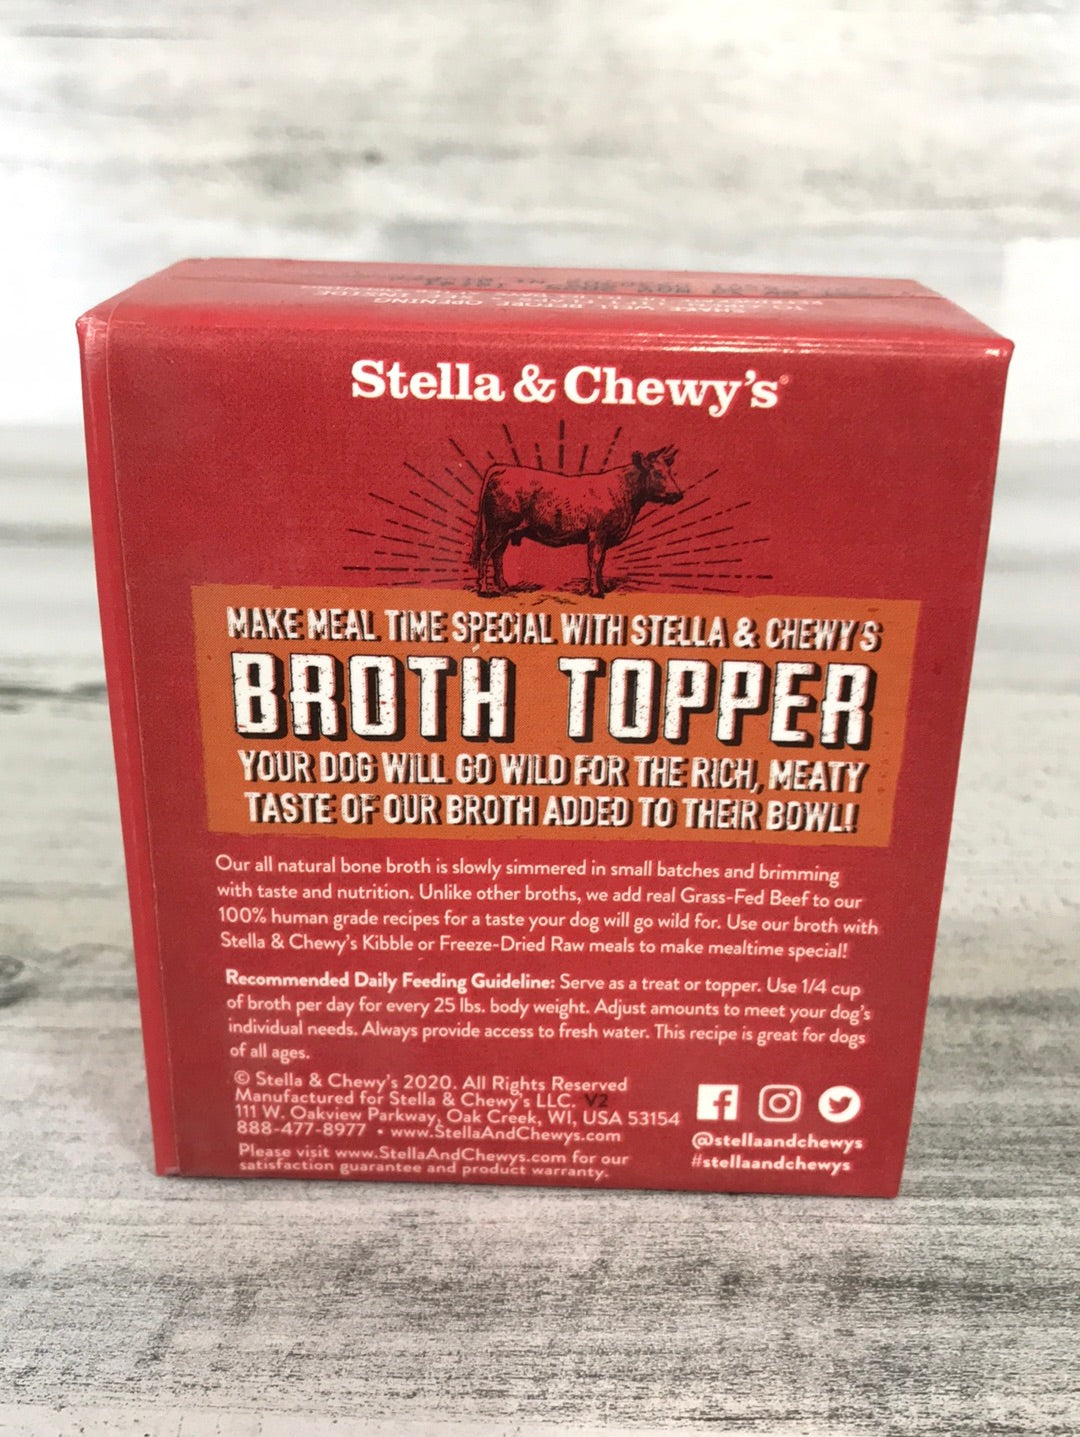 SHAKE WELL BEFORE OPENING
Stella & Chewy's®
MAKE MEAL TIME SPECIAL WITH STELLA & CHEWY'S
BROTH TOPPER
YOUR DOG WILL GO WILD FOR THE RICH, MEATY
TASTE OF OUR BROTH ADDED TO THEIR BOWL!
Our all natural bone broth is slowly simmered in small batches and brimming
with taste and nutrition. Unlike other broths, we add real Grass-Fed Beef to our
100% human grade recipes for a taste your dog will go wild for. Use our broth with
Stella & Chewy's Kibble or Freeze-Dried Raw meals to make mealtime special!
Recommended Daily Feeding Guideline: Serve as a treat or topper. Use 1/4 cup
of broth per day for every 25 lbs. body weight. Adjust amounts to meet your dog's
individual needs. Always provide access to fresh water. This recipe is great for dogs
of all ages.
© Stella & Chewy's 2020. All Rights Reserved
Manufactured for Stella & Chewy's LLC. V2
111 W. Oakview Parkway, Oak Creek, WI, USA 53154
888-477-8977 • www.StellaAndChewys.com
Please visit www.StellaAndChewys.com for our
satisfaction guarantee and product warranty.
@stellaandchewys
#stellaandchewys